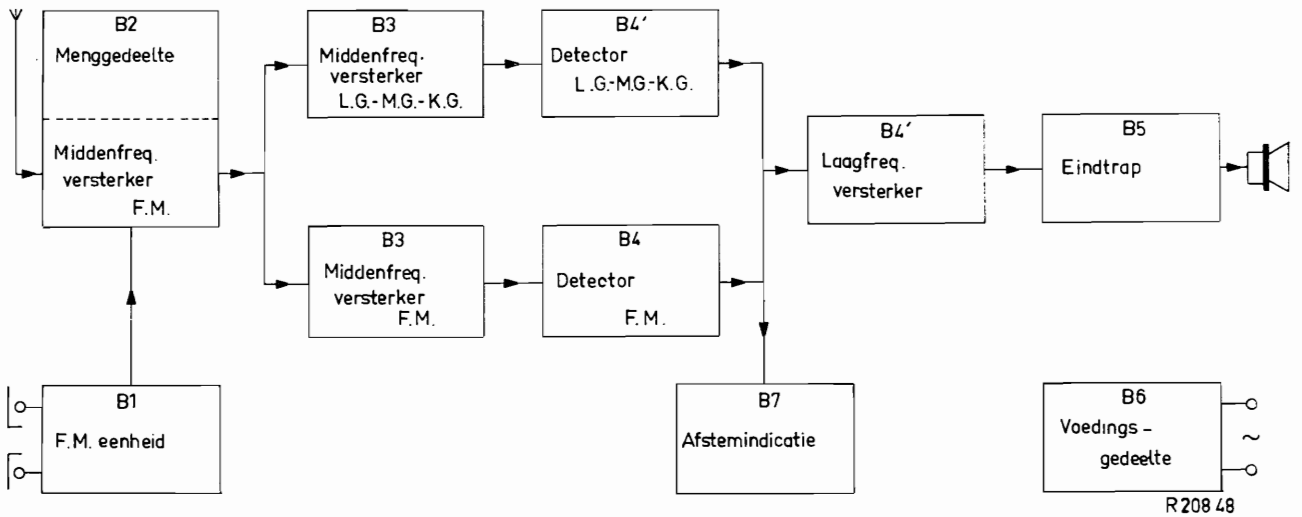 B2
Menggedeelte
Middenfreq.
versterker
F.M.
B3
Middenfreq.
versterker
L.G.-M.G.-K.G.
B4'
Detector
L.G.-M.G.-K.G.
B3
Middenfreq.
versterker
F.M.
B4
Detector
F.M.
B4'
Laagfreq.
versterker
B5
Eindtrap
B1
F.M. eenheid
B7
Afstemindicatie
B6
Voedings-
gedeelte
~
R 208 48